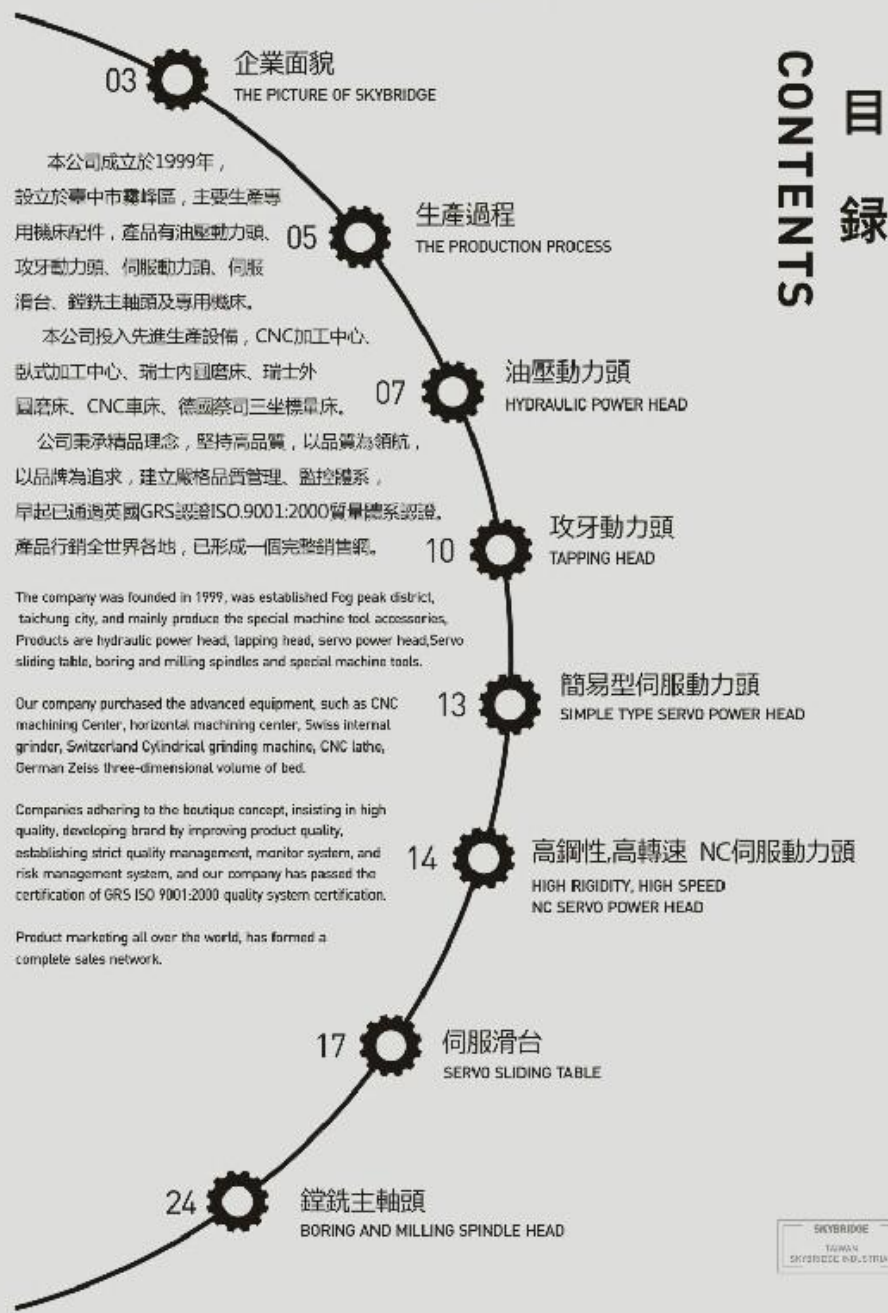 目錄
CONTENTS
03
企業面貌
THE PICTURE OF SKYBRIDGE
本公司成立於1999年，
設立於臺中市霧峰區，主要生產專
用機床配件，產品有油壓動力頭、
攻牙動力頭、伺服動力頭、伺服
滑台、鏜銑主軸頭及專用機床。
本公司投入先進生產設備，CNC加工中心、
臥式加工中心、瑞士內圓磨床、瑞士外
圓磨床、CNC車床、德國蔡司三坐標量床。
公司秉承精品理念，堅持高品質，以品質為領航，
以品牌為追求，建立嚴格品質管理、監控體系，
早起已通過英國GRS認證ISO.9001:2000質量體系認證。
產品行銷全世界各地，已形成一個完整銷售網。
The company was founded in 1999, was established Fog peak district,
taichung city, and mainly produce the special machine tool accessories,
Products are hydraulic power head, tapping head, servo power head,Servo
sliding table, boring and milling spindles and special machine tools.
Our company purchased the advanced equipment, such as CNC
machining Center, horizontal machining center, Swiss internal
grinder, Switzerland Cylindrical grinding machine, CNC lathe,
German Zeiss three-dimensional volume of bed.
Companies adhering to the boutique concept, insisting in high
quality, developing brand by improving product quality,
establishing strict quality management, monitor system, and
risk management system, and our company has passed the
certification of GRS ISO 9001:2000 quality system certification.
Product marketing all over the world, has formed a
complete sales network.
05
生產過程
THE PRODUCTION PROCESS
07
油壓動力頭
HYDRAULIC POWER HEAD
10
攻牙動力頭
TAPPING HEAD
13
簡易型伺服動力頭
SIMPLE TYPE SERVO POWER HEAD
14
高鋼性,高轉速 NC伺服動力頭
HIGH RIGIDITY, HIGH SPEED
NC SERVO POWER HEAD
17
伺服滑台
SERVO SLIDING TABLE
24
鏜銑主軸頭
BORING AND MILLING SPINDLE HEAD
SKYBRIDGE
TAIWAN
SKYBRIDGE INDUSTRIA